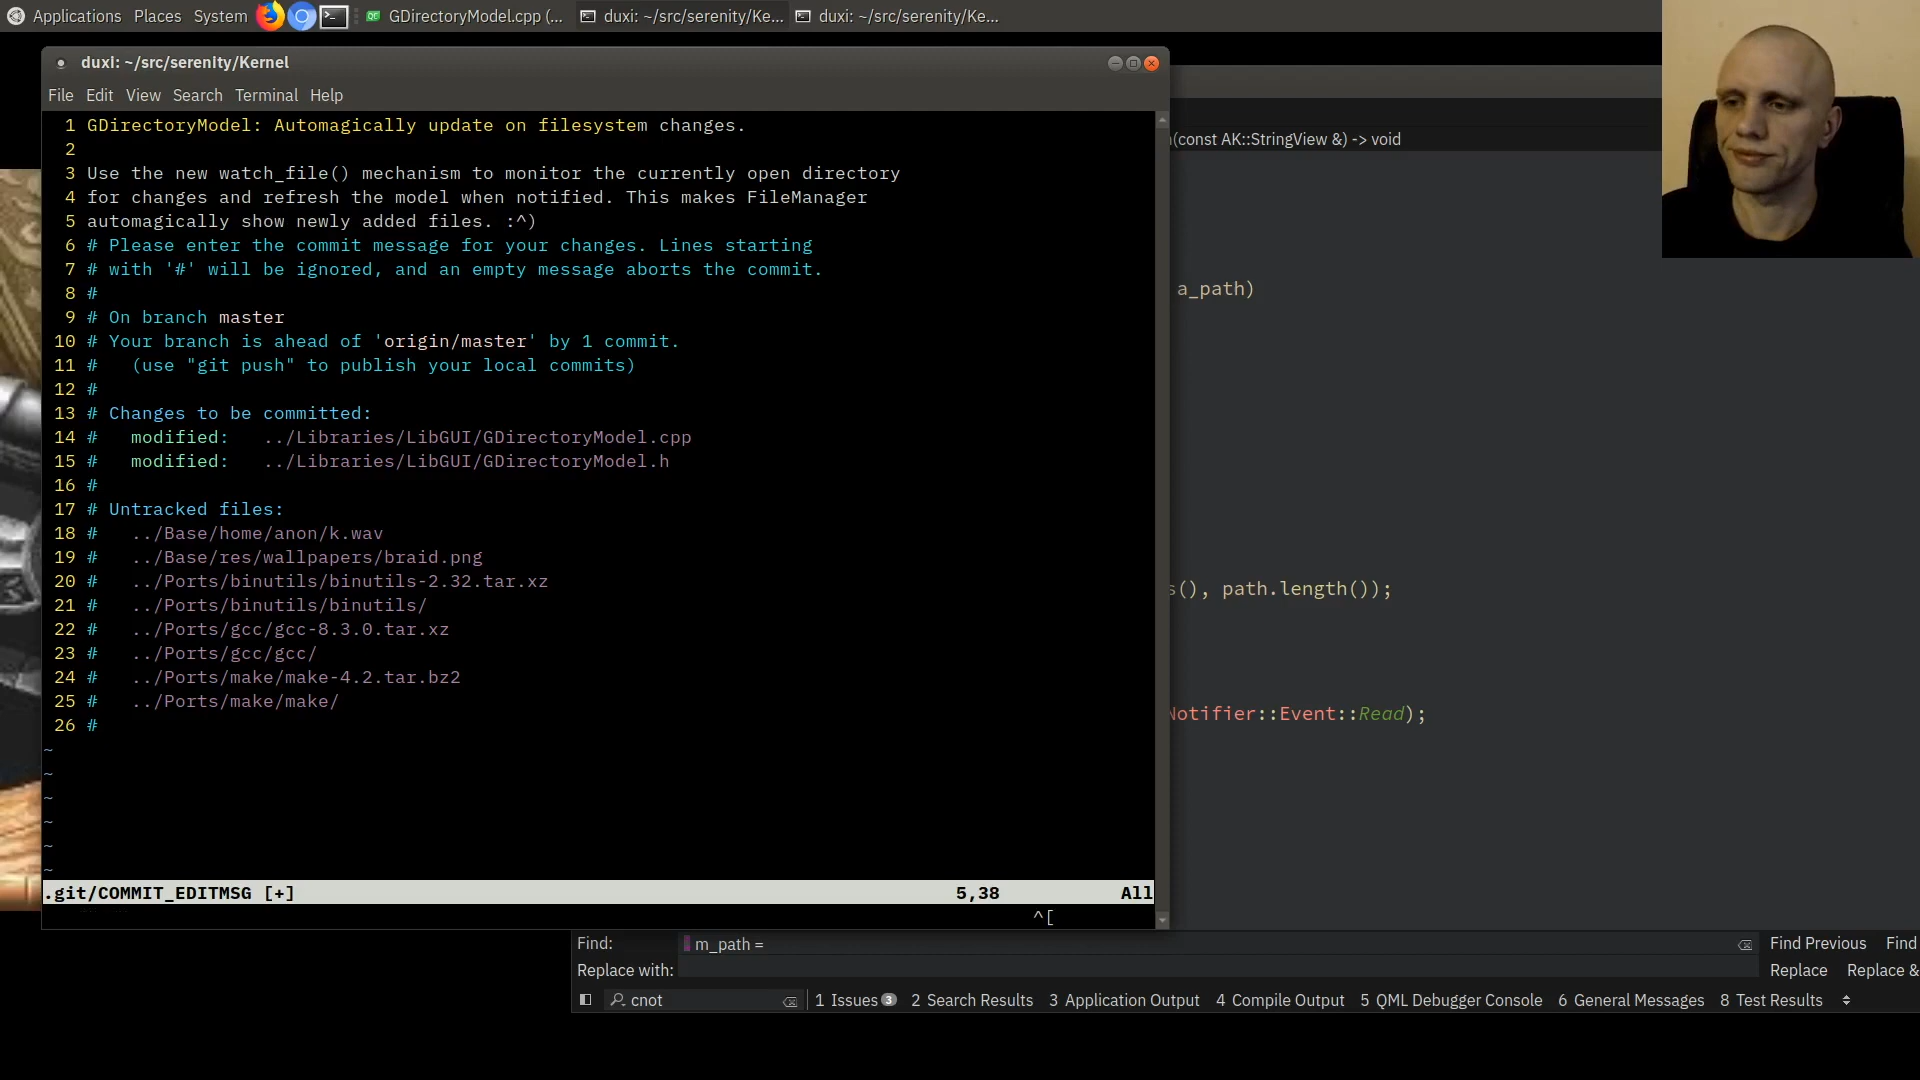 Applications Places System GDirectoryModel.cpp (... duxi: ~/src/serenity/Ke... duxi: ~/src/serenity/Ke...
duxi: ~/src/serenity/Kernel
File Edit View Search Terminal Help
1 GDirectoryModel: Automagically update on filesystem changes.
2
3 Use the new watch_file() mechanism to monitor the currently open directory
4 for changes and refresh the model when notified. This makes FileManager
5 automagically show newly added files. :^)
6 # Please enter the commit message for your changes. Lines starting
7 # with '#' will be ignored, and an empty message aborts the commit.
8 #
9 # On branch master
10 # Your branch is ahead of 'origin/master' by 1 commit.
11 #   (use "git push" to publish your local commits)
12 #
13 # Changes to be committed:
14 #   modified:   ../Libraries/LibGUI/GDirectoryModel.cpp
15 #   modified:   ../Libraries/LibGUI/GDirectoryModel.h
16 #
17 # Untracked files:
18 #   ../Base/home/anon/k.wav
19 #   ../Base/res/wallpapers/braid.png
20 #   ../Ports/binutils/binutils-2.32.tar.xz
21 #   ../Ports/binutils/binutils/
22 #   ../Ports/gcc/gcc-8.3.0.tar.xz
23 #   ../Ports/gcc/gcc/
24 #   ../Ports/make/make-4.2.tar.bz2
25 #   ../Ports/make/make/
26 #
~
~
~
~
~
~
.git/COMMIT_EDITMSG [+] 5,38 All
^[
(const AK::StringView &) -> void
a_path)
s(), path.length());
Notifier::Event::Read);
Find: m_path = Find Previous Find
Replace with: Replace Replace &
cnot 1 Issues 3 2 Search Results 3 Application Output 4 Compile Output 5 QML Debugger Console 6 General Messages 8 Test Results